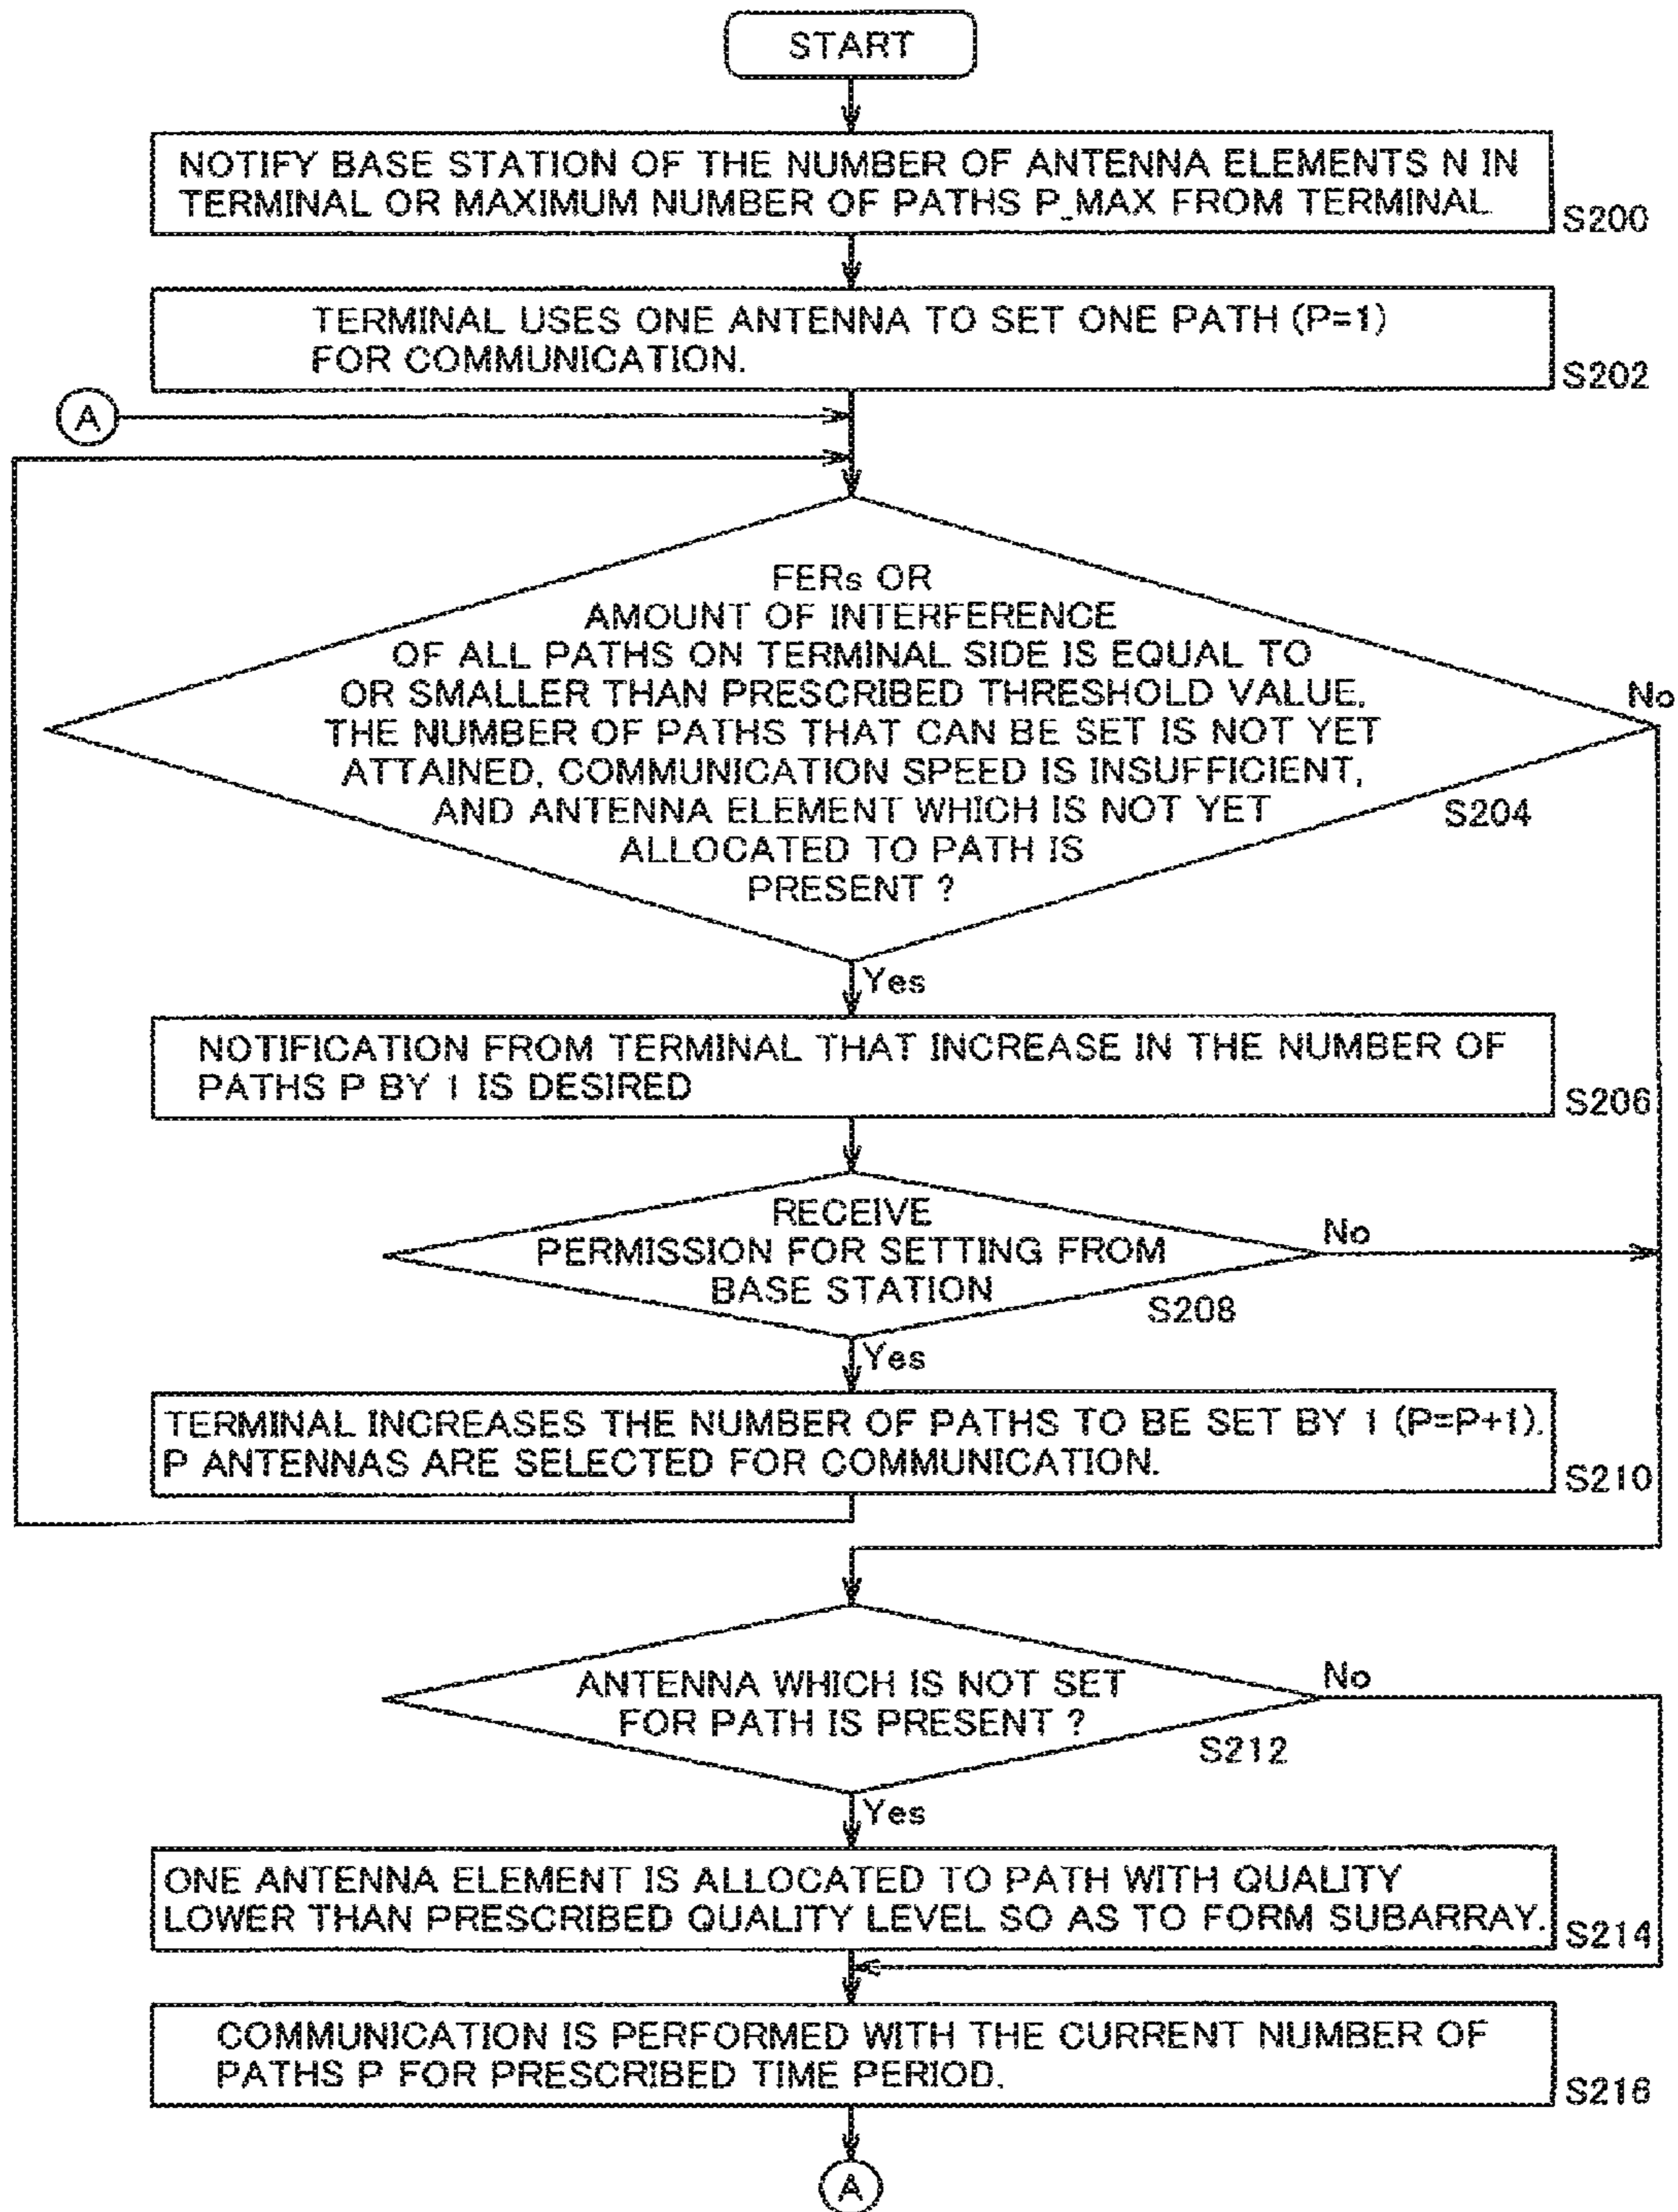 START
NOTIFY BASE STATION OF THE NUMBER OF ANTENNA ELEMENTS N IN
TERMINAL OR MAXIMUM NUMBER OF PATHS P_MAX FROM TERMINAL
S200
TERMINAL USES ONE ANTENNA TO SET ONE PATH (P=1)
FOR COMMUNICATION.
S202
A
FERs OR
AMOUNT OF INTERFERENCE
OF ALL PATHS ON TERMINAL SIDE IS EQUAL TO
OR SMALLER THAN PRESCRIBED THRESHOLD VALUE,
THE NUMBER OF PATHS THAT CAN BE SET IS NOT YET
ATTAINED, COMMUNICATION SPEED IS INSUFFICIENT,
AND ANTENNA ELEMENT WHICH IS NOT YET
ALLOCATED TO PATH IS
PRESENT ?
No
S204
Yes
NOTIFICATION FROM TERMINAL THAT INCREASE IN THE NUMBER OF
PATHS P BY 1 IS DESIRED
S206
RECEIVE
PERMISSION FOR SETTING FROM
BASE STATION
No
S208
Yes
TERMINAL INCREASES THE NUMBER OF PATHS TO BE SET BY 1 (P=P+1).
P ANTENNAS ARE SELECTED FOR COMMUNICATION.
S210
ANTENNA WHICH IS NOT SET
FOR PATH IS PRESENT ?
No
S212
Yes
ONE ANTENNA ELEMENT IS ALLOCATED TO PATH WITH QUALITY
LOWER THAN PRESCRIBED QUALITY LEVEL SO AS TO FORM SUBARRAY.
S214
COMMUNICATION IS PERFORMED WITH THE CURRENT NUMBER OF
PATHS P FOR PRESCRIBED TIME PERIOD.
S216
A